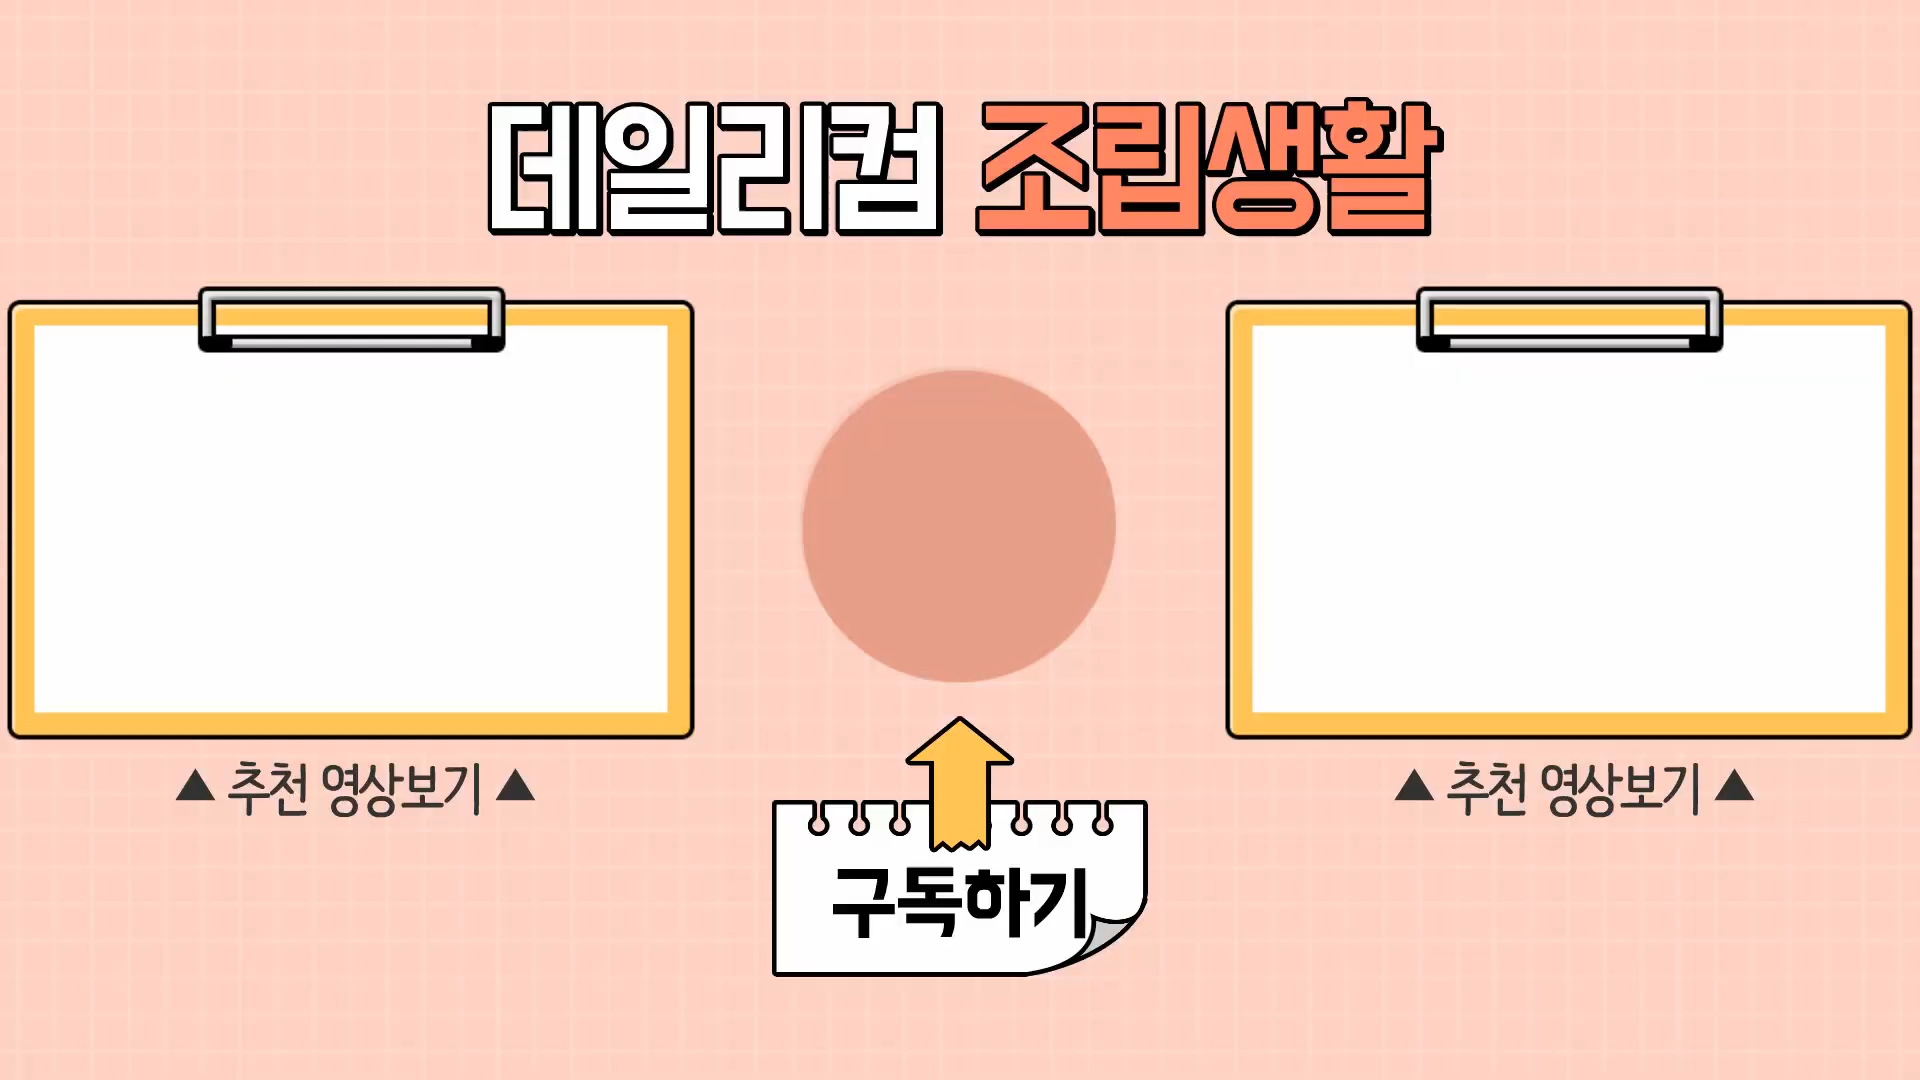 데일리컴 조립생활
▲ 추천 영상보기 ▲
▲ 추천 영상보기 ▲
구독하기